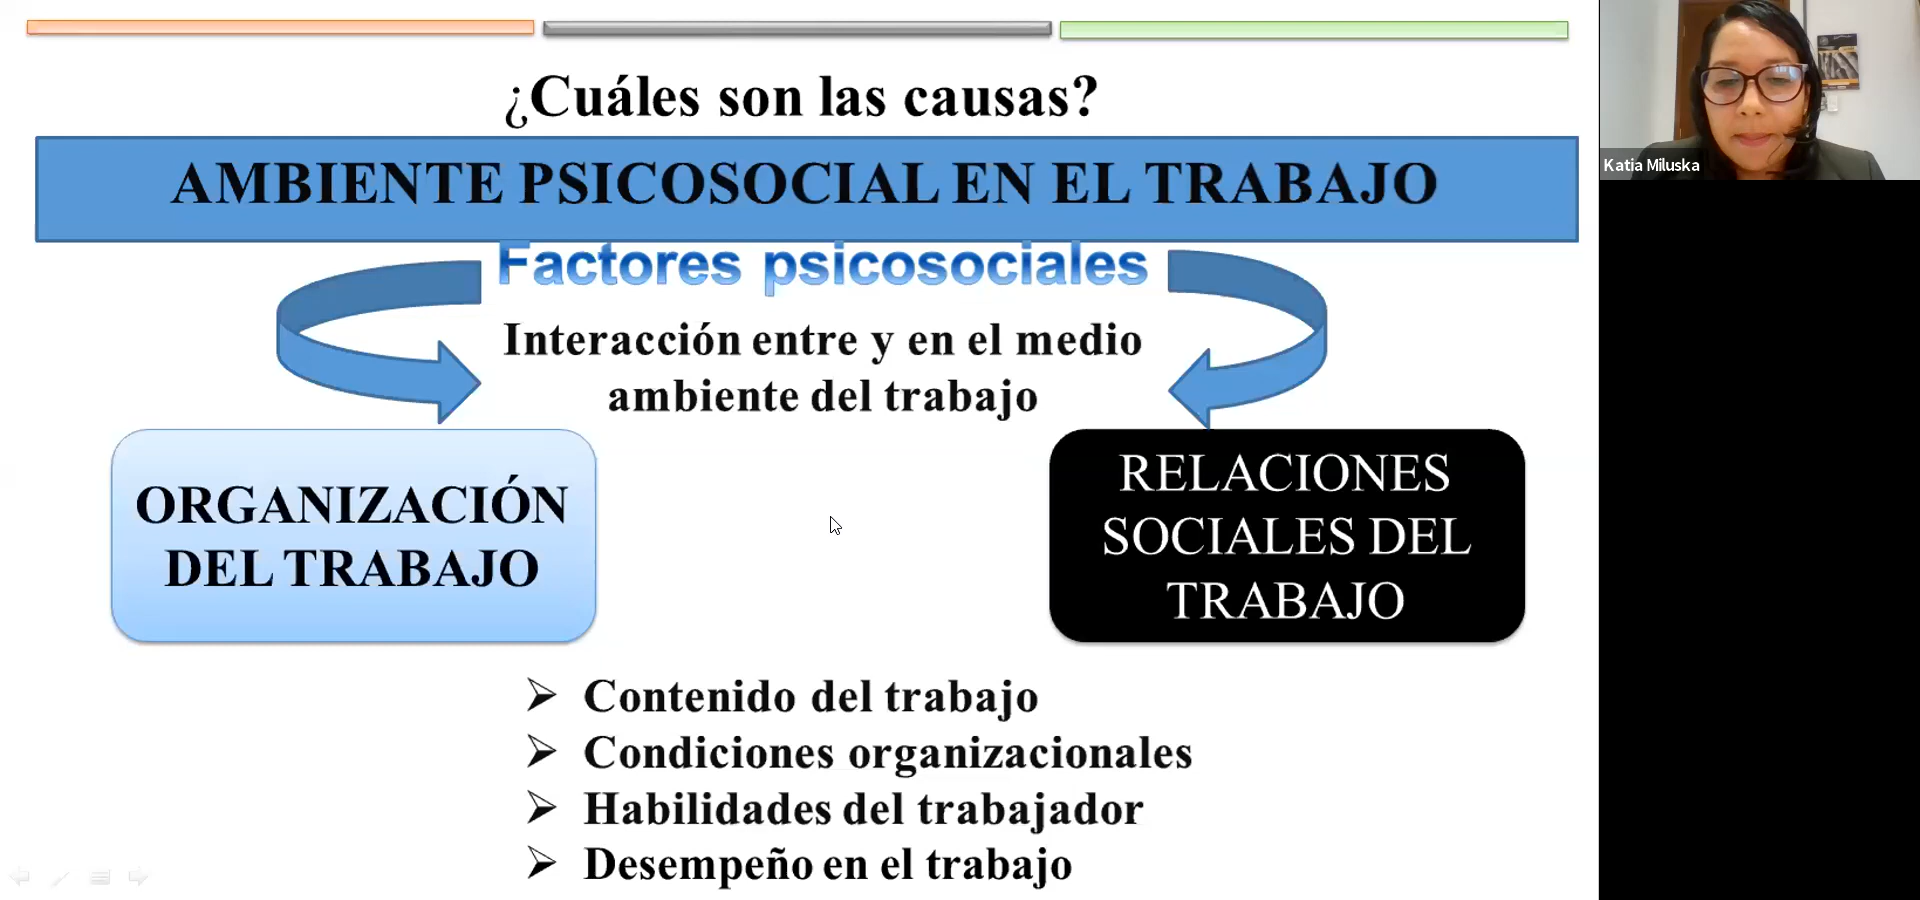 ¿Cuáles son las causas?
AMBIENTE PSICOSOCIAL EN EL TRABAJO
Factores psicosociales
Interacción entre y en el medio
ambiente del trabajo
ORGANIZACIÓN
DEL TRABAJO
RELACIONES
SOCIALES DEL
TRABAJO
➢ Contenido del trabajo
➢ Condiciones organizacionales
➢ Habilidades del trabajador
➢ Desempeño en el trabajo
Katia Miluska